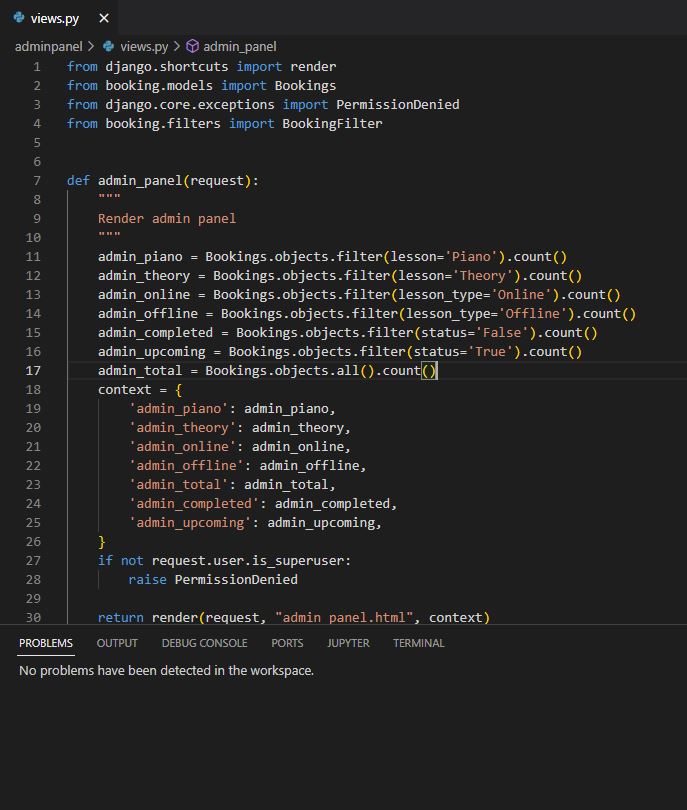 views.py
adminpanel > views.py > admin_panel
1 from django.shortcuts import render
2 from booking.models import Bookings
3 from django.core.exceptions import PermissionDenied
4 from booking.filters import BookingFilter
5
6
7 def admin_panel(request):
8     """
9     Render admin panel
10     """
11     admin_piano = Bookings.objects.filter(lesson='Piano').count()
12     admin_theory = Bookings.objects.filter(lesson='Theory').count()
13     admin_online = Bookings.objects.filter(lesson_type='Online').count()
14     admin_offline = Bookings.objects.filter(lesson_type='Offline').count()
15     admin_completed = Bookings.objects.filter(status='False').count()
16     admin_upcoming = Bookings.objects.filter(status='True').count()
17     admin_total = Bookings.objects.all().count()
18     context = {
19         'admin_piano': admin_piano,
20         'admin_theory': admin_theory,
21         'admin_online': admin_online,
22         'admin_offline': admin_offline,
23         'admin_total': admin_total,
24         'admin_completed': admin_completed,
25         'admin_upcoming': admin_upcoming,
26     }
27     if not request.user.is_superuser:
28         raise PermissionDenied
29
30     return render(request, "admin_panel.html", context)
PROBLEMS OUTPUT DEBUG CONSOLE PORTS JUPYTER TERMINAL
No problems have been detected in the workspace.